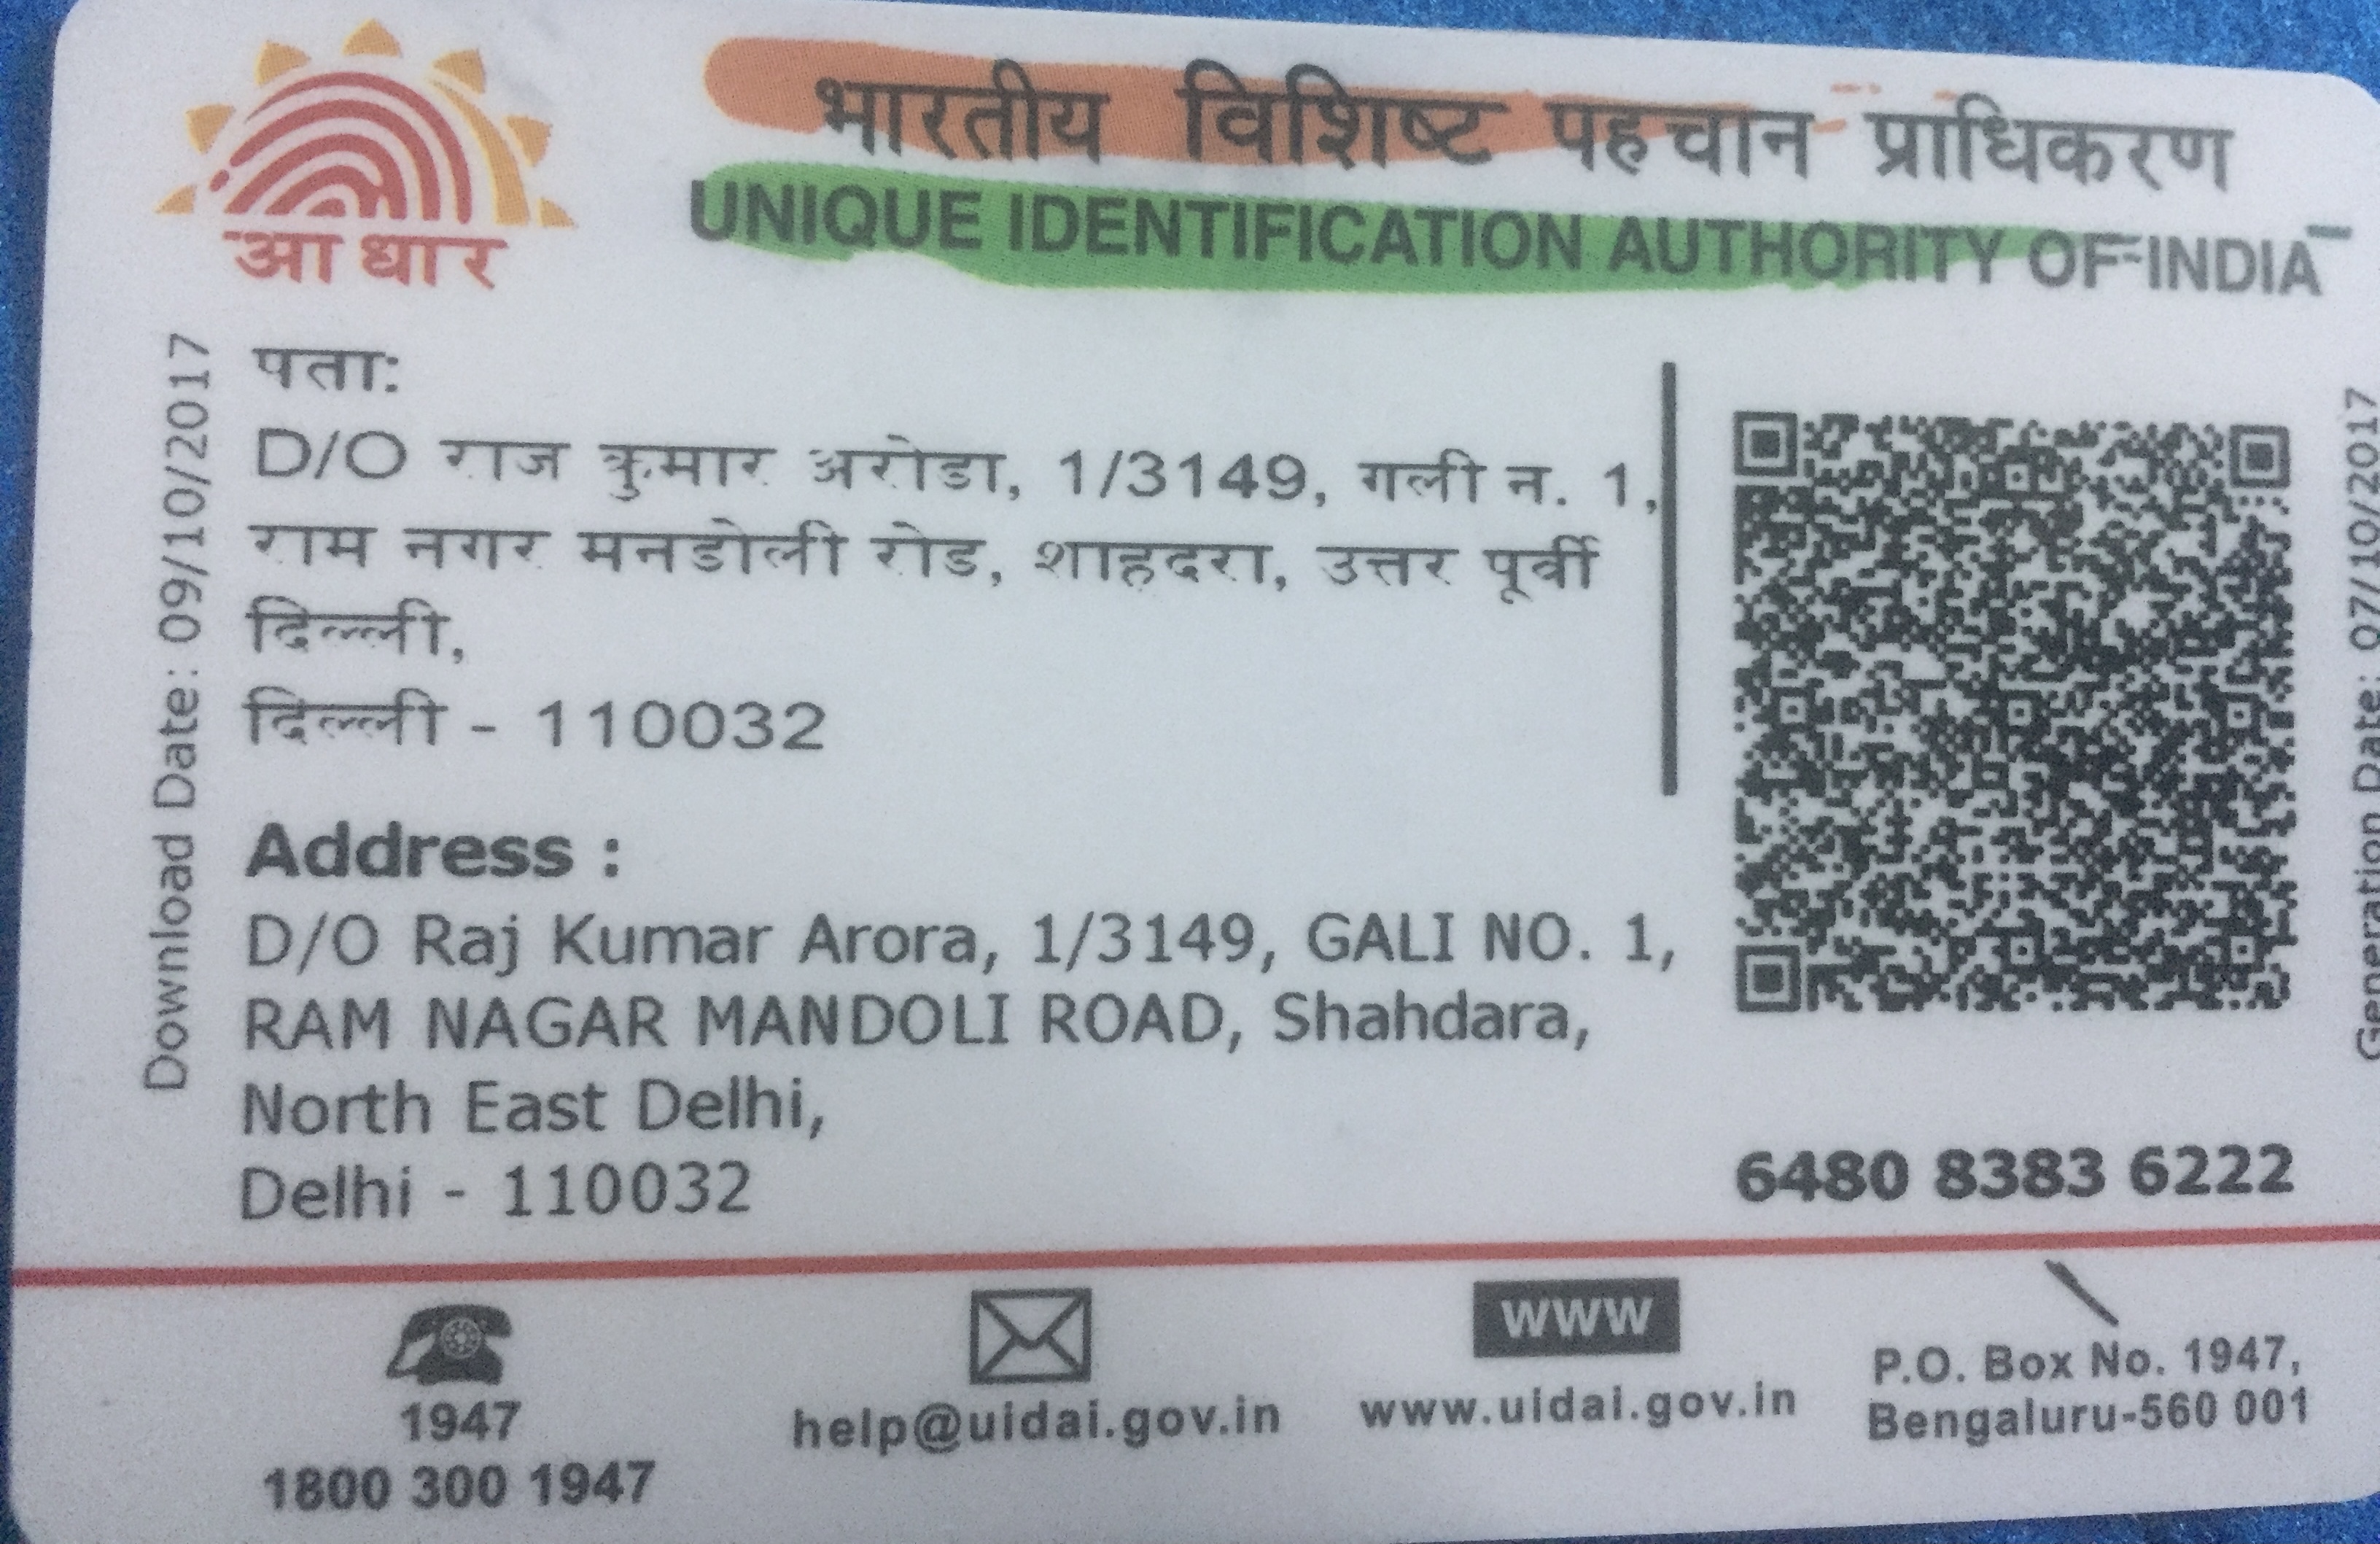 भारतीय विशिष्ट पहचान प्राधिकरण
UNIQUE IDENTIFICATION AUTHORITY OF INDIA
आधार
Download Date: 09/10/2017
पता:
D/O राज कुमार अरोडा, 1/3149, गली न. 1,
राम नगर मनडोली रोड, शाहदरा, उत्तर पूर्वी
दिल्ली,
दिल्ली - 110032
Address :
D/O Raj Kumar Arora, 1/3149, GALI NO. 1,
RAM NAGAR MANDOLI ROAD, Shahdara,
North East Delhi,
Delhi - 110032
Generation Date: 07/10/2017
6480 8383 6222
1947
1800 300 1947
help@uidai.gov.in
www
www.uidai.gov.in
P.O. Box No. 1947,
Bengaluru-560 001